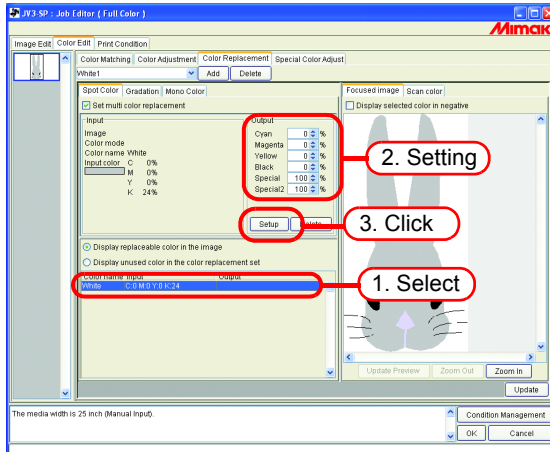 JV3-SP : Job Editor ( Full Color )
Mimaki
Image Edit Color Edit Print Condition
Color Matching Color Adjustment Color Replacement Special Color Adjust
White1 Add Delete
Spot Color Gradation Mono Color
Set multi color replacement
Input
Image
Color mode
Color name White
Input color C 0%
M 0%
Y 0%
K 24%
Output
Cyan 0 %
Magenta 0 %
Yellow 0 %
Black 0 %
Special 100 %
Special2 100 %
2. Setting
Setup Delete
3. Click
Display replaceable color in the image
Display unused color in the color replacement set
Color name Input Output
White C:0 M:0 Y:0 K:24
1. Select
Focused image Scan color
Display selected color in negative
Update Preview Zoom Out Zoom In
Update
The media width is 25 inch (Manual Input).
Condition Management
OK Cancel